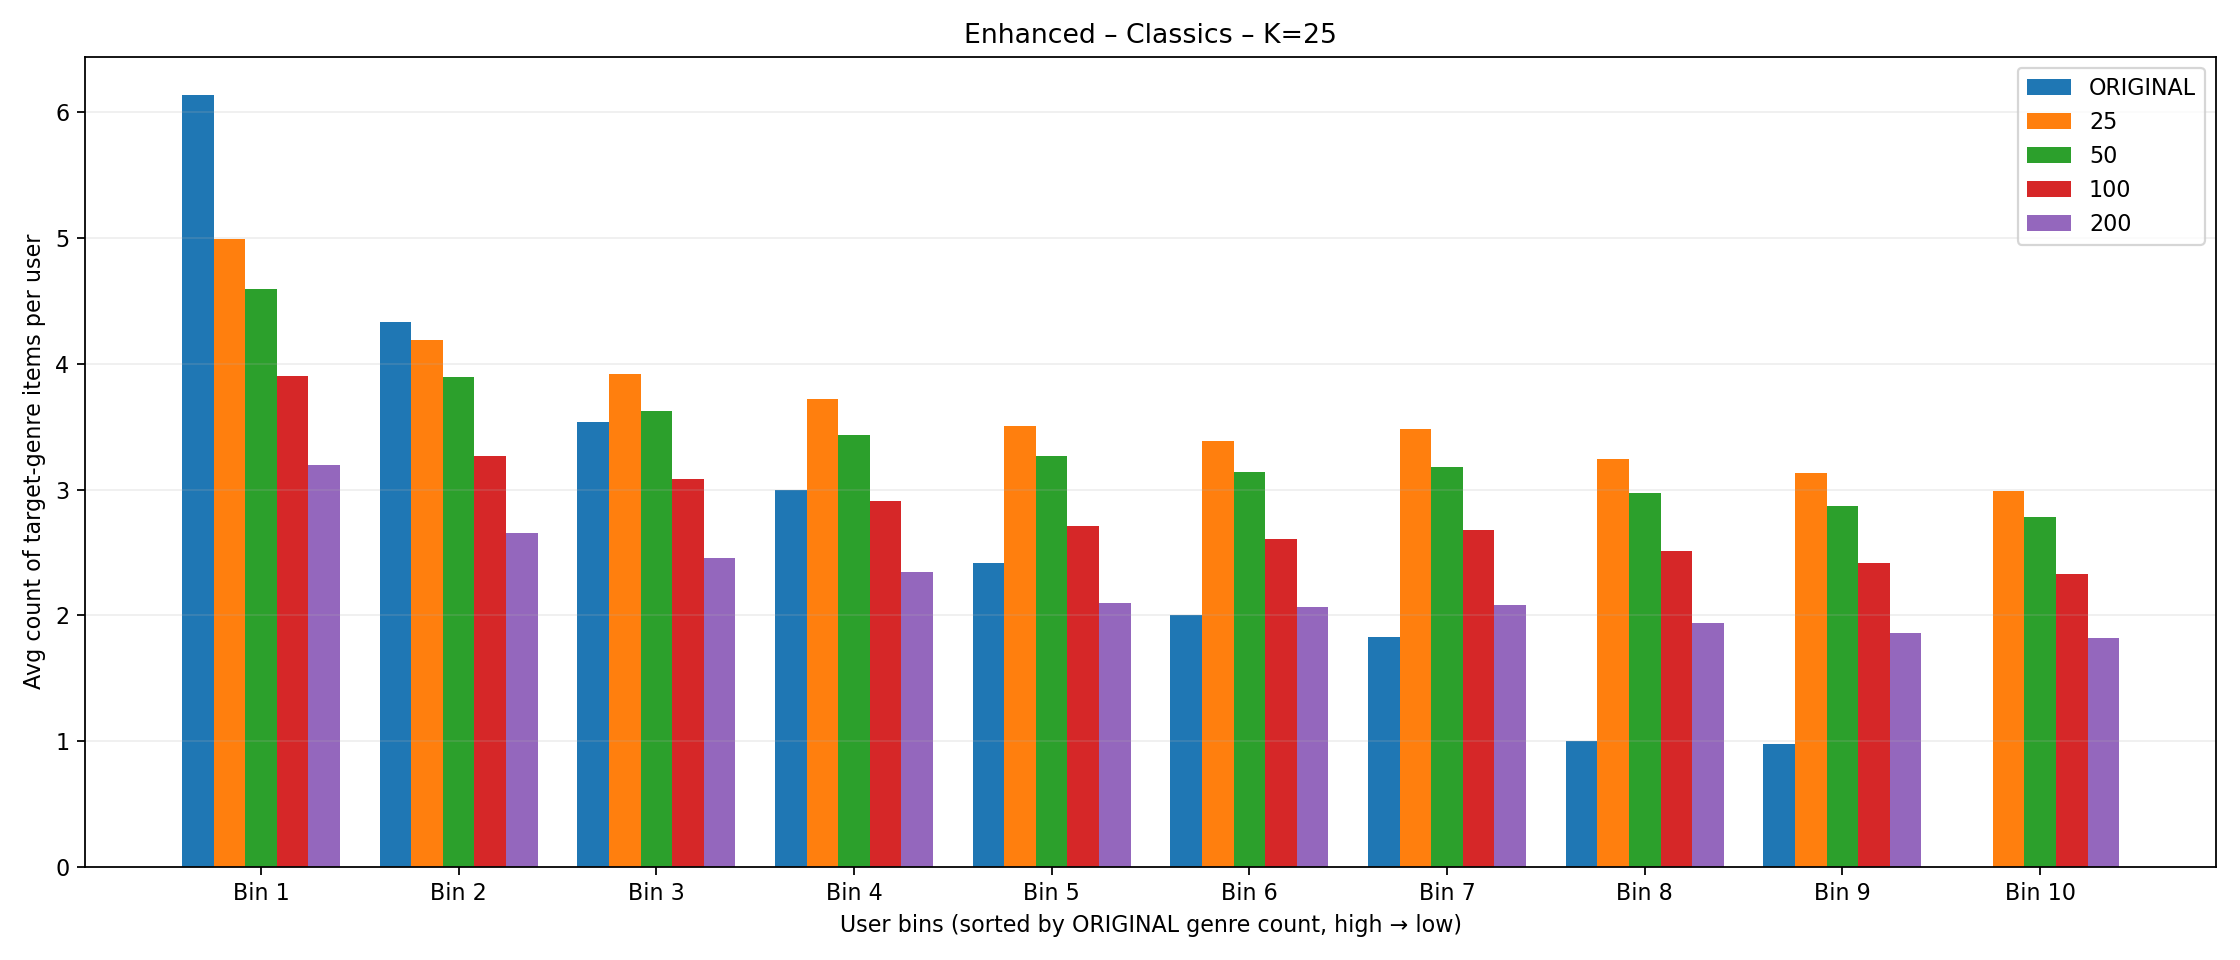 Enhanced – Classics – K=25
ORIGINAL
25
50
100
200
Avg count of target-genre items per user
6
5
4
3
2
1
0
Bin 1
Bin 2
Bin 3
Bin 4
Bin 5
Bin 6
Bin 7
Bin 8
Bin 9
Bin 10
User bins (sorted by ORIGINAL genre count, high → low)